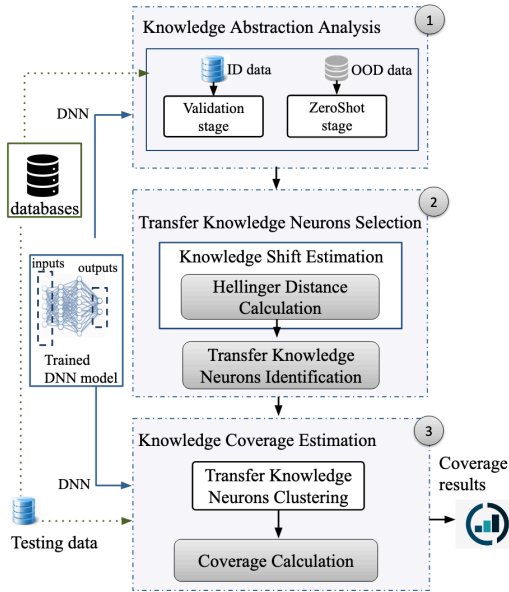 Knowledge Abstraction Analysis
1
ID data
OOD data
Validation
stage
ZeroShot
stage
DNN
databases
Transfer Knowledge Neurons Selection
2
Knowledge Shift Estimation
Hellinger Distance
Calculation
Transfer Knowledge
Neurons Identification
inputs
outputs
Trained
DNN model
Knowledge Coverage Estimation
3
DNN
Transfer Knowledge
Neurons Clustering
Coverage Calculation
Testing data
Coverage
results